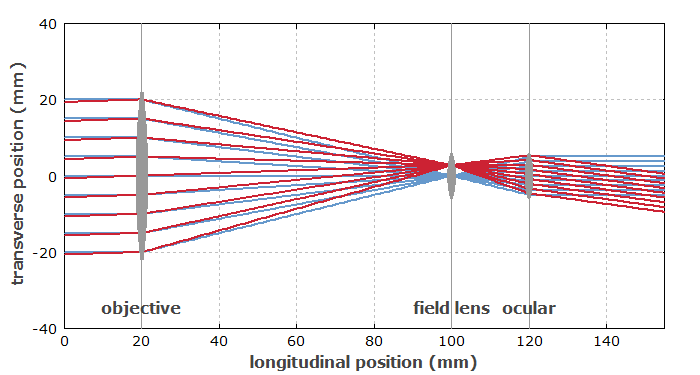 transverse position (mm)
40
20
0
-20
-40
objective
field lens
ocular
0
20
40
60
80
100
120
140
longitudinal position (mm)